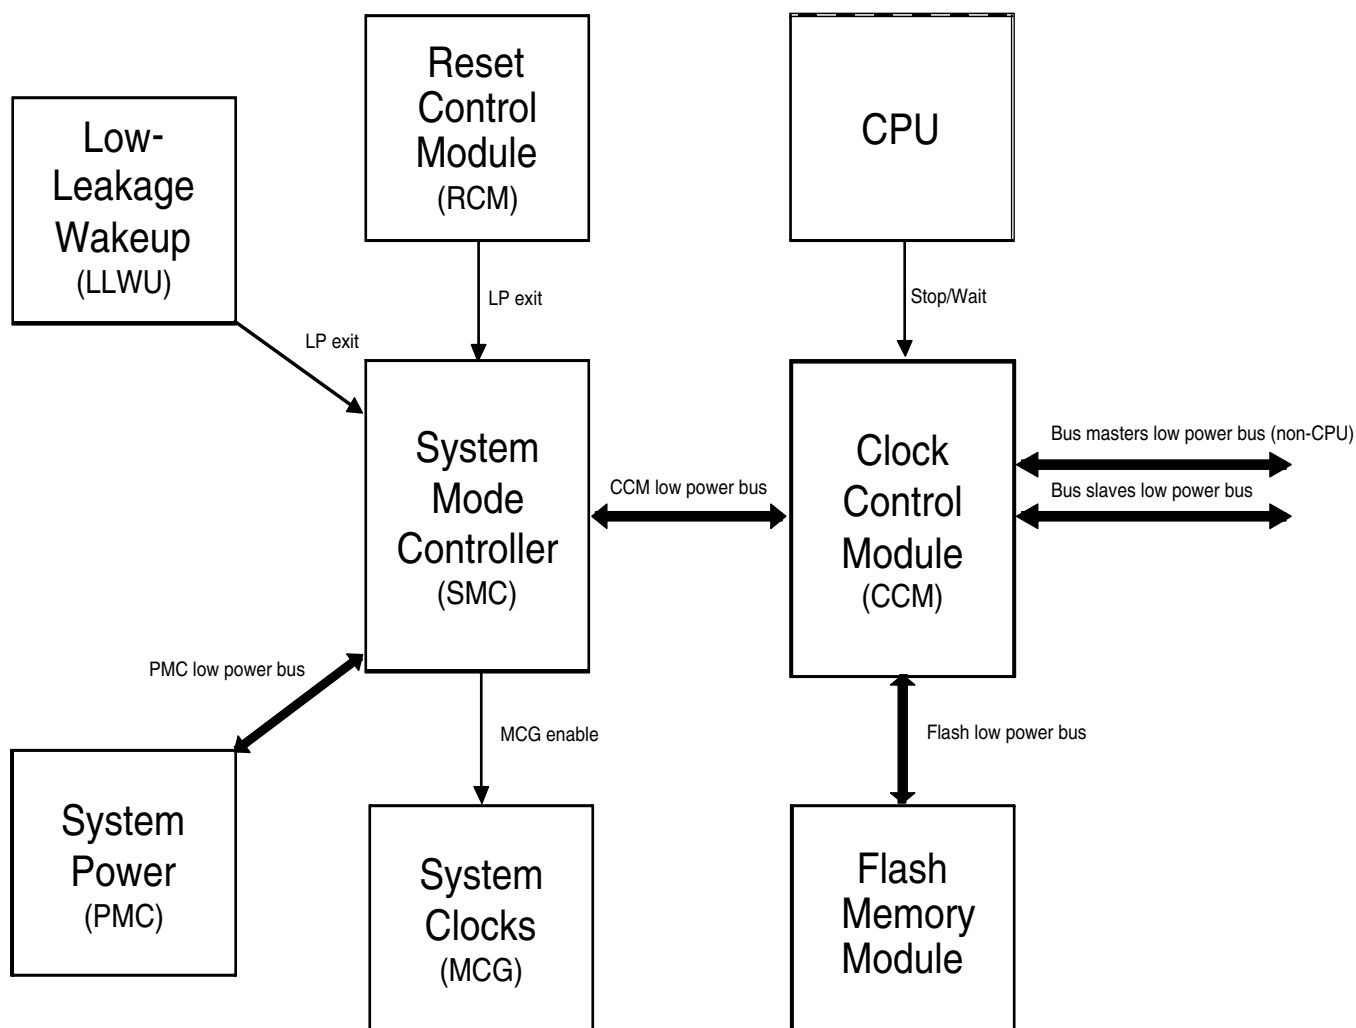 Reset
Control
Module
(RCM)
CPU
Low-
Leakage
Wakeup
(LLWU)
LP exit
Stop/Wait
LP exit
System
Mode
Controller
(SMC)
CCM low power bus
Clock
Control
Module
(CCM)
Bus masters low power bus (non-CPU)
Bus slaves low power bus
PMC low power bus
MCG enable
Flash low power bus
System
Power
(PMC)
System
Clocks
(MCG)
Flash
Memory
Module